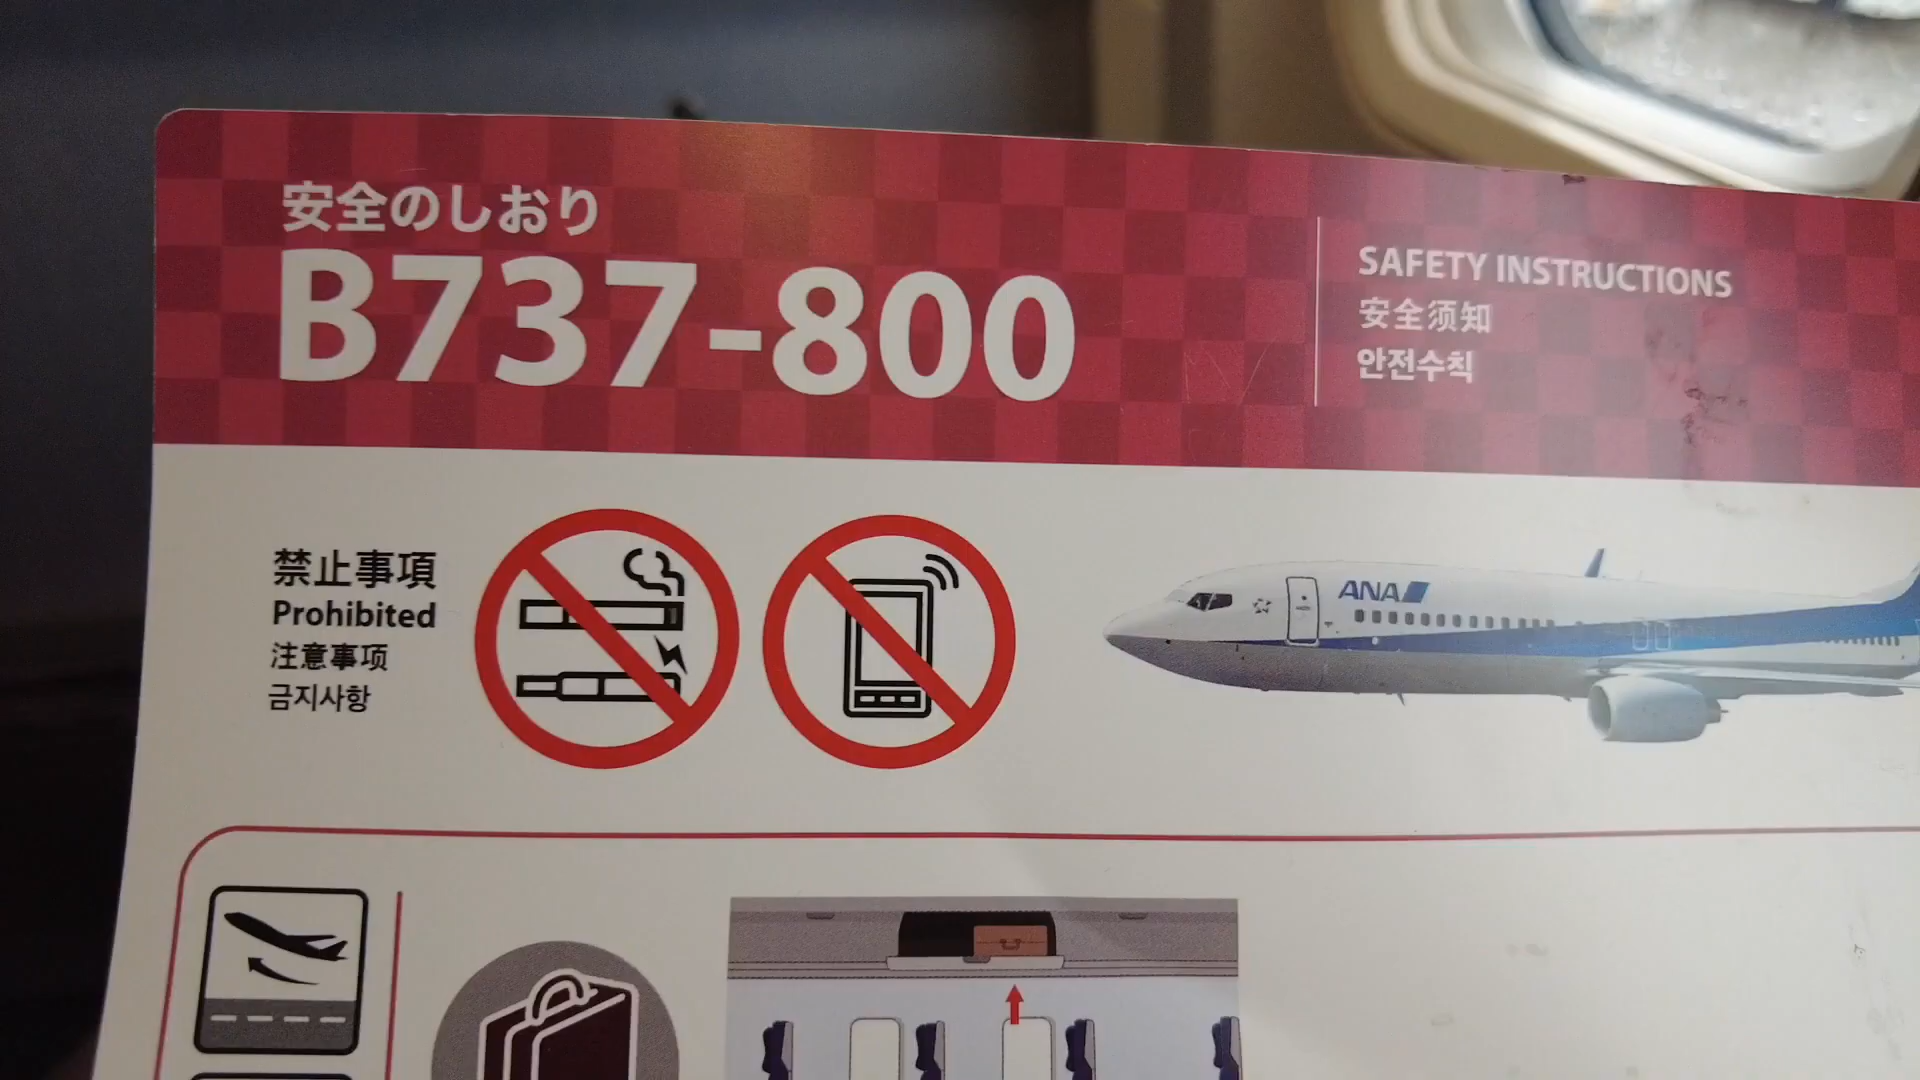 安全のしおり
B737-800
SAFETY INSTRUCTIONS
安全须知
안전수칙
禁止事項
Prohibited
注意事项
금지사항
ANA